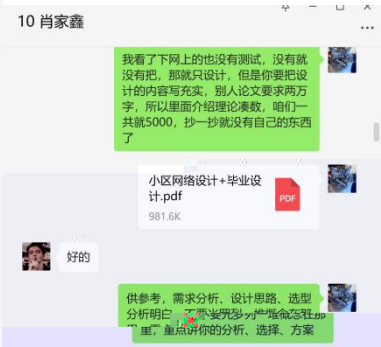 10 肖家鑫
我看了下网上的也没有测试，没有就
没有把，那就只设计，但是你要把设
计的内容写充实，别人论文要求两万
字，所以里面介绍理论凑数，咱们一
共就5000，抄一抄就没有自己的东西
了
小区网络设计+毕业设
计.pdf
PDF
981.6K
好的
供参考，需求分析、设计思路、选型
分析明白，不要
里，重点讲你的分析、选择、方案